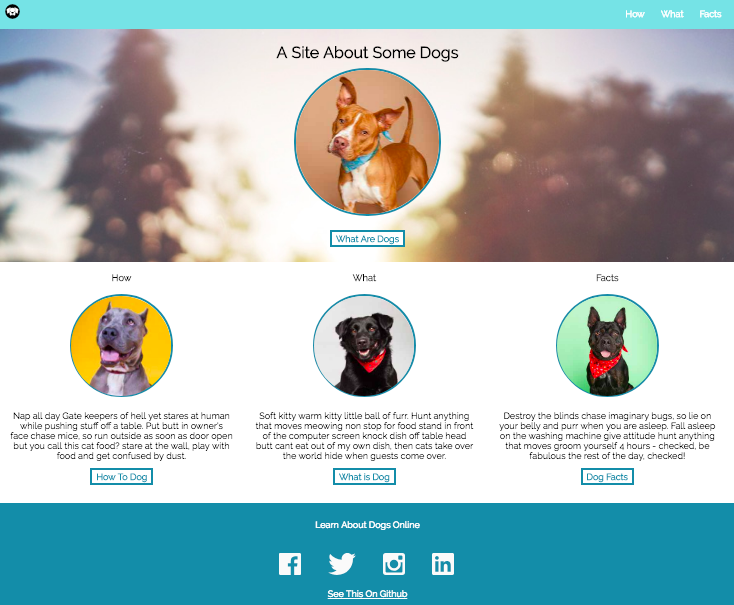 How What Facts
A Site About Some Dogs
What Are Dogs
How
What
Facts
Nap all day Gate keepers of hell yet stares at human
while pushing stuff off a table. Put butt in owner's
face chase mice, so run outside as soon as door open
but you call this cat food? stare at the wall, play with
food and get confused by dust.
Soft kitty warm kitty little ball of furr. Hunt anything
that moves meowing non stop for food stand in front
of the computer screen knock dish off table head
butt cant eat out of my own dish, then cats take over
the world hide when guests come over.
Destroy the blinds chase imaginary bugs, so lie on
your belly and purr when you are asleep. Fall asleep
on the washing machine give attitude hunt anything
that moves groom yourself 4 hours - checked, be
fabulous the rest of the day, checked!
How To Dog
What is Dog
Dog Facts
Learn About Dogs Online
See This On Github